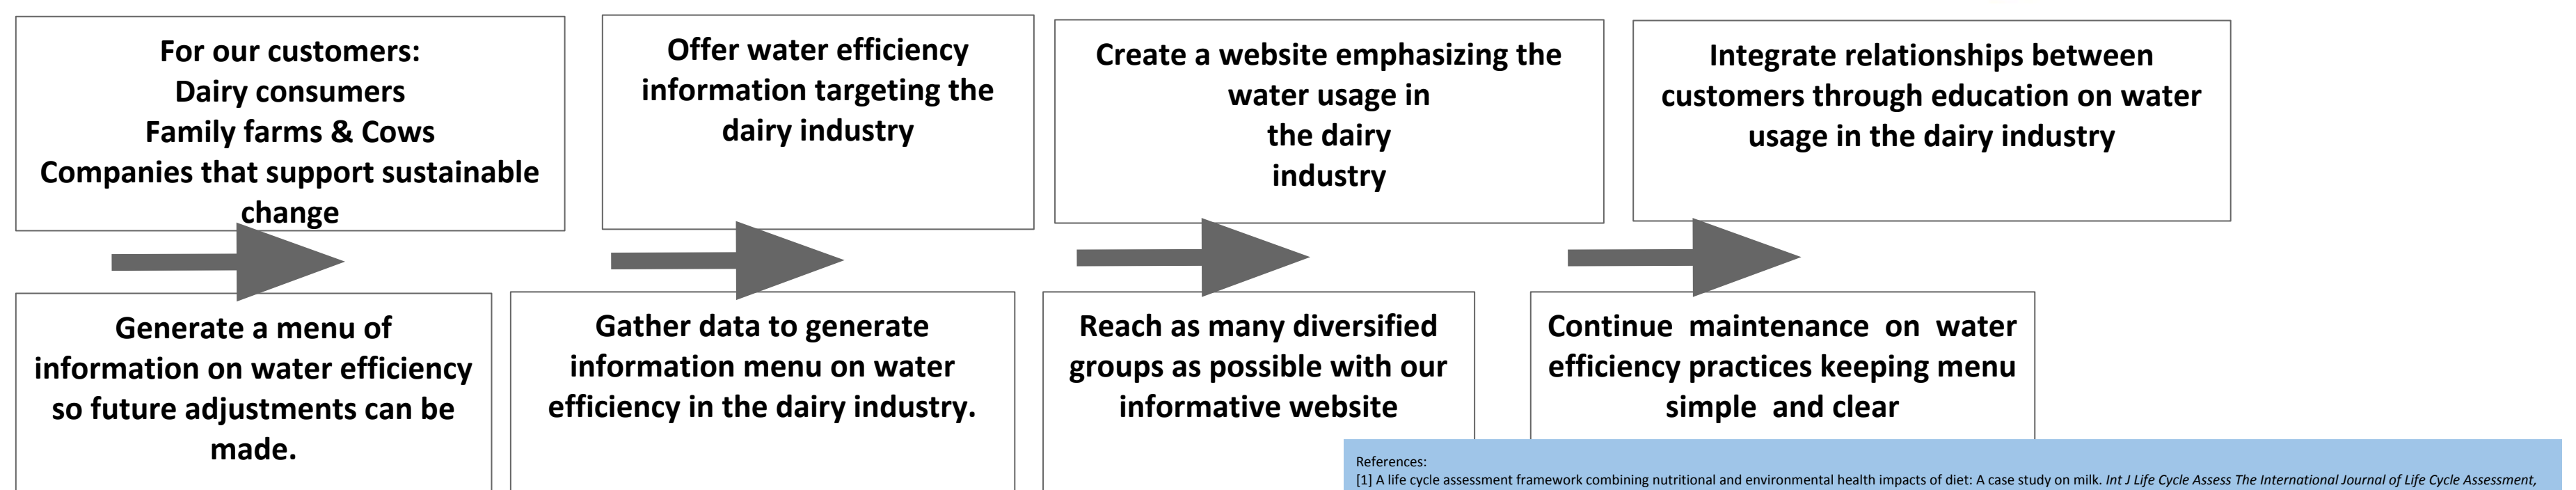 For our customers:
Dairy consumers
Family farms & Cows
Companies that support sustainable
change
Offer water efficiency
information targeting the
dairy industry
Create a website emphasizing the
water usage in
the dairy
industry
Integrate relationships between
customers through education on water
usage in the dairy industry
Generate a menu of
information on water efficiency
so future adjustments can be
made.
Gather data to generate
information menu on water
efficiency in the dairy industry.
Reach as many diversified
groups as possible with our
informative website
Continue maintenance on water
efficiency practices keeping menu
simple and clear
References:
[1] A life cycle assessment framework combining nutritional and environmental health impacts of diet: A case study on milk. Int J Life Cycle Assess The International Journal of Life Cycle Assessment,